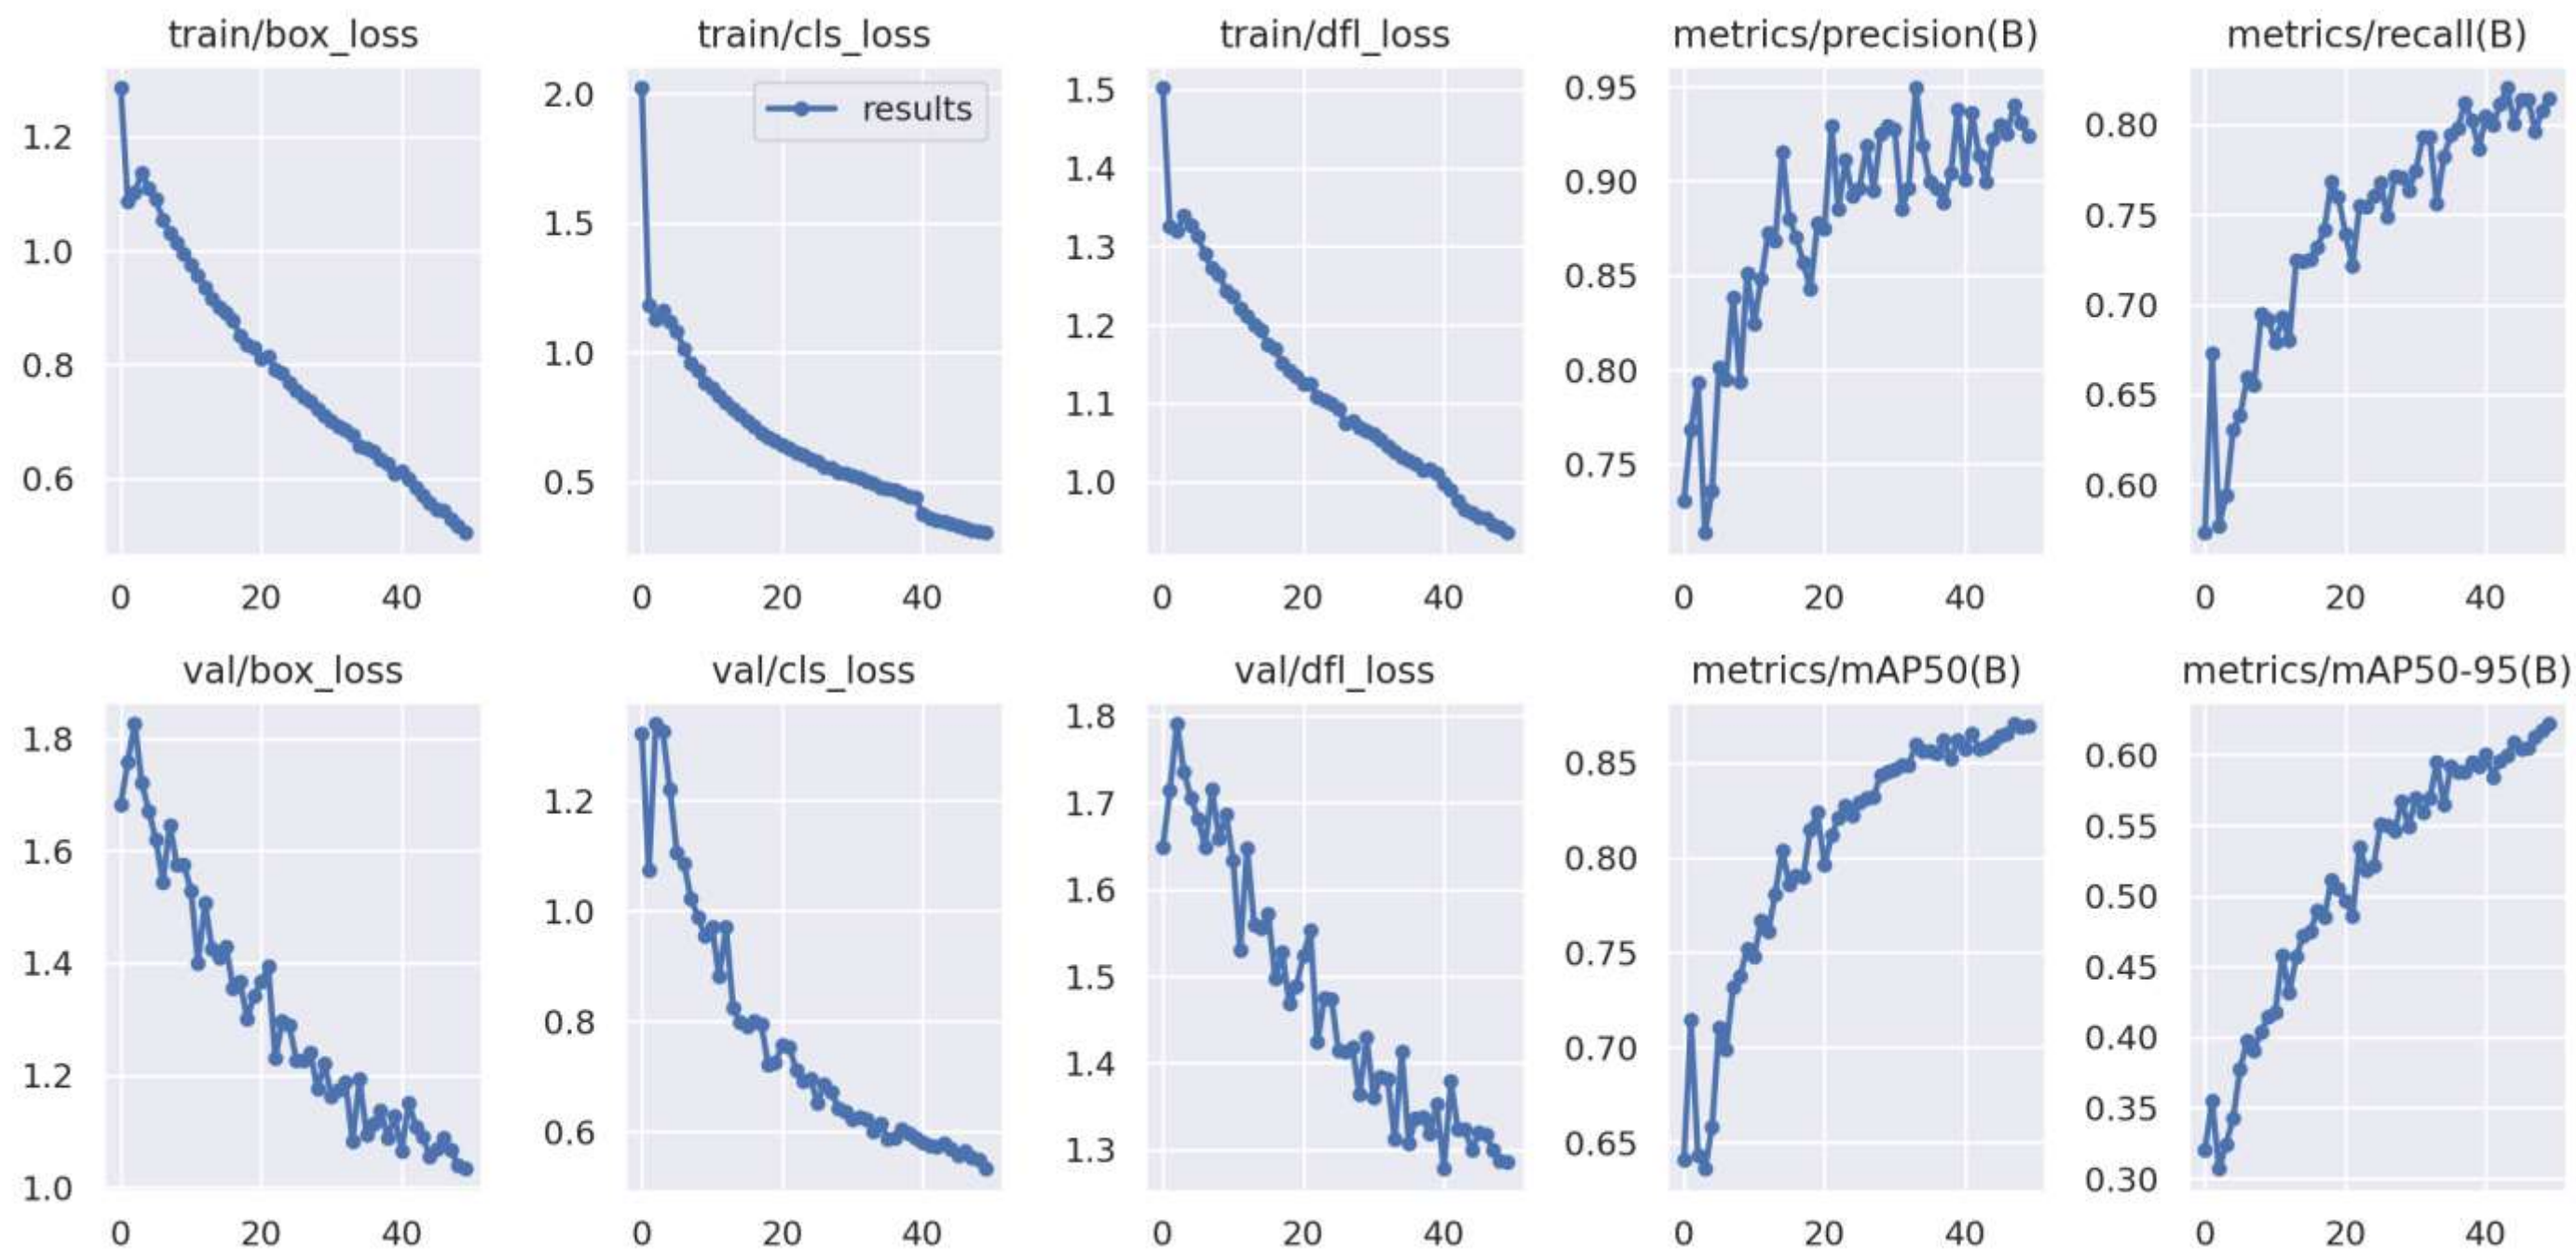 train/box_loss
1.2
1.0
0.8
0.6
0 20 40
train/cls_loss
results
2.0
1.5
1.0
0.5
0 20 40
train/dfl_loss
1.5
1.4
1.3
1.2
1.1
1.0
0 20 40
metrics/precision(B)
0.95
0.90
0.85
0.80
0.75
0 20 40
metrics/recall(B)
0.80
0.75
0.70
0.65
0.60
0 20 40
val/box_loss
1.8
1.6
1.4
1.2
1.0
0 20 40
val/cls_loss
1.2
1.0
0.8
0.6
0 20 40
val/dfl_loss
1.8
1.7
1.6
1.5
1.4
1.3
0 20 40
metrics/mAP50(B)
0.85
0.80
0.75
0.70
0.65
0 20 40
metrics/mAP50-95(B)
0.60
0.55
0.50
0.45
0.40
0.35
0.30
0 20 40